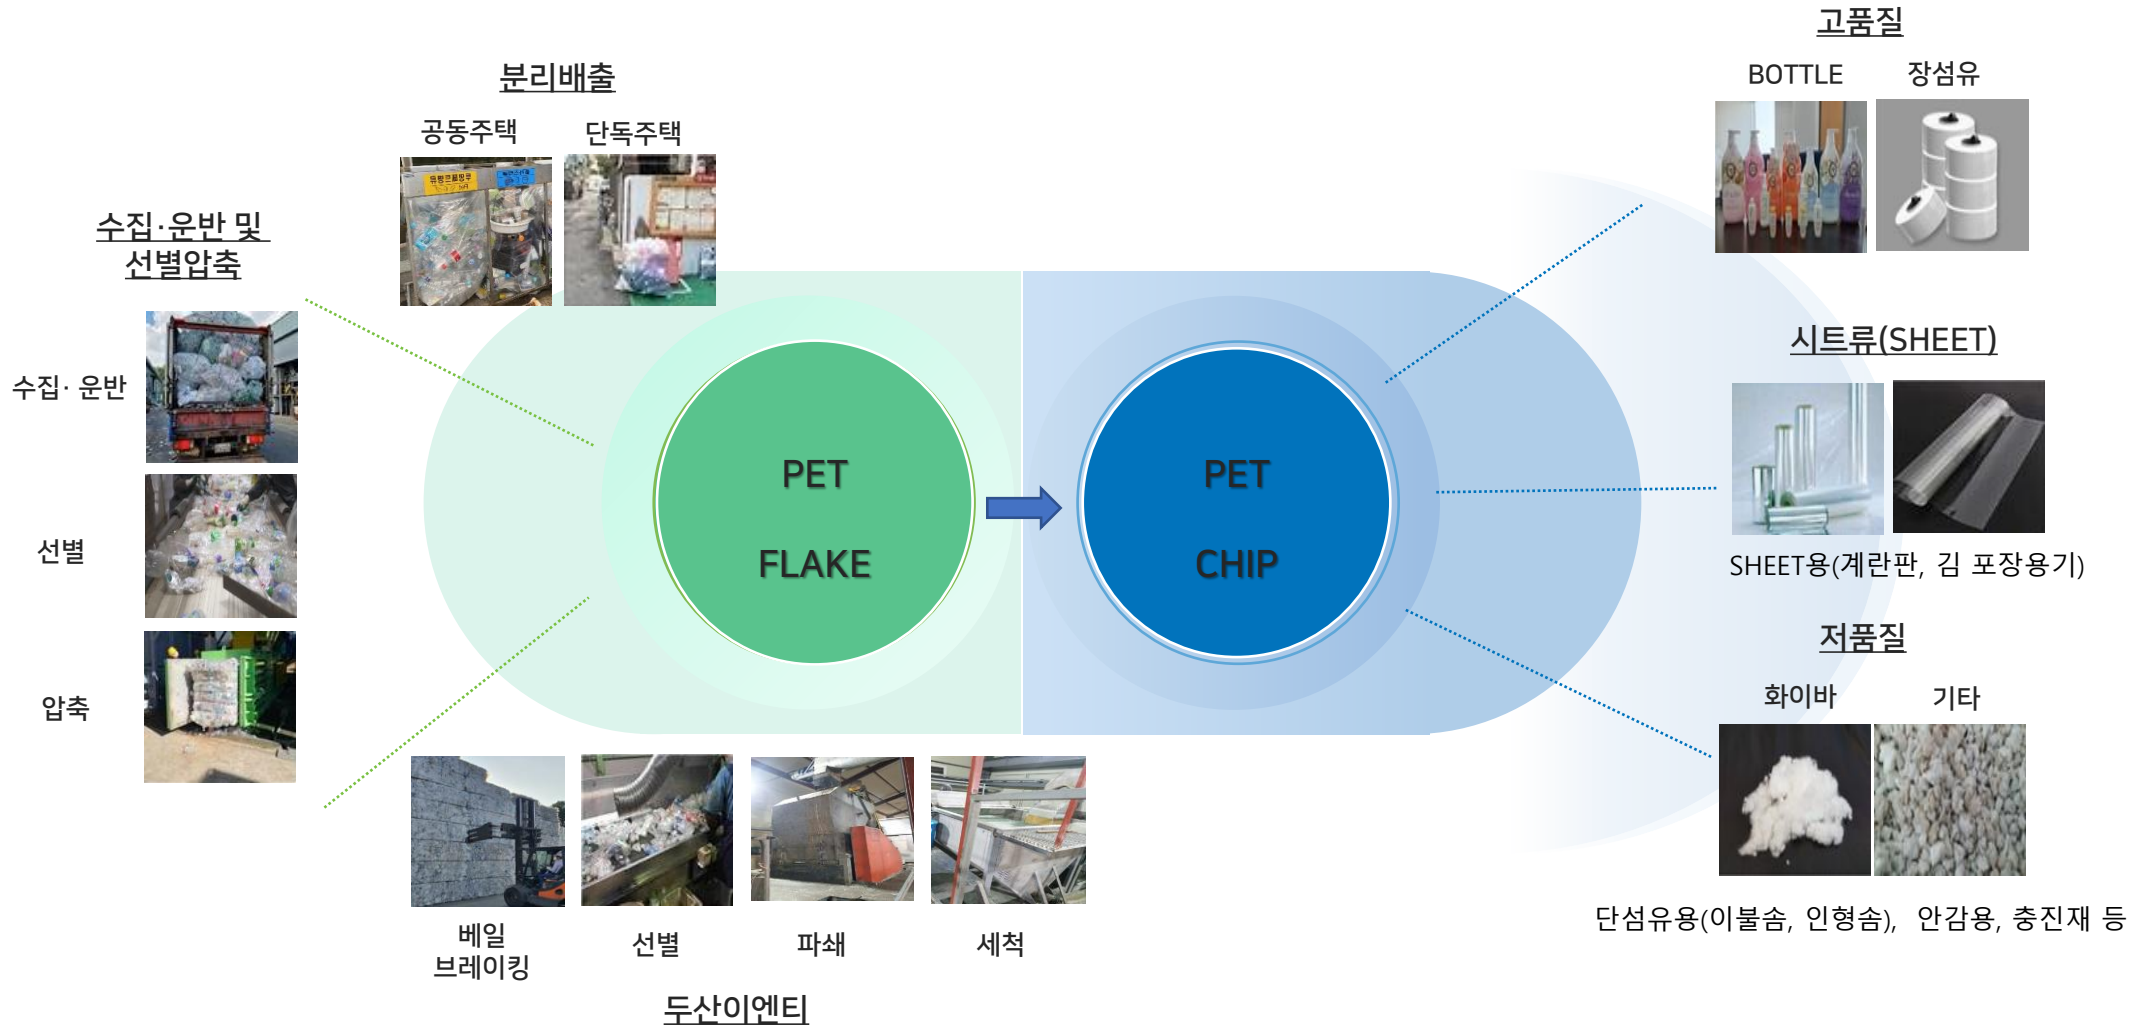 분리배출
공동주택
단독주택
수집·운반 및
선별압축
수집· 운반
선별
압축
PET
FLAKE
PET
CHIP
베일
브레이킹
선별
파쇄
세척
두산이엔티
고품질
BOTTLE
장섬유
시트류(SHEET)
SHEET용(계란판, 김 포장용기)
저품질
화이바
기타
단섬유용(이불솜, 인형솜), 안감용, 충진재 등